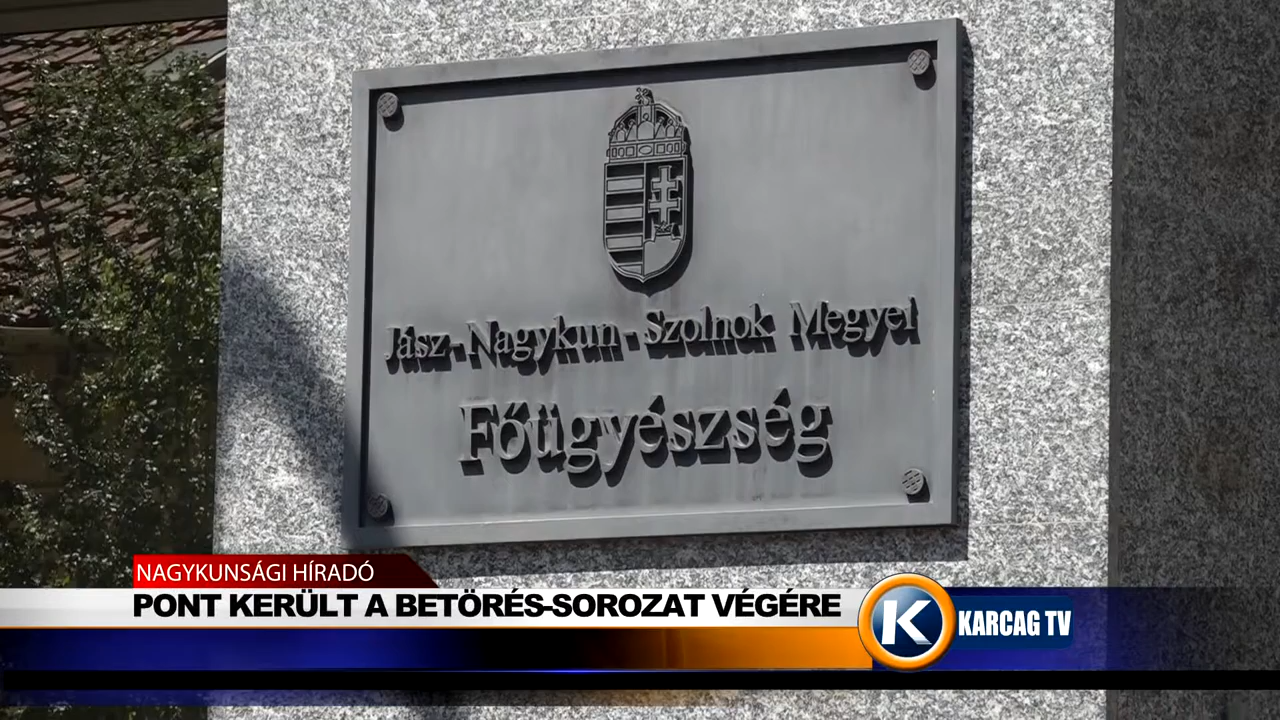 Jász-Nagykun-Szolnok Megyei
Főügyészség
NAGYKUNSÁGI HÍRADÓ
PONT KERÜLT A BETÖRÉS-SOROZAT VÉGÉRE
K KARCAG TV